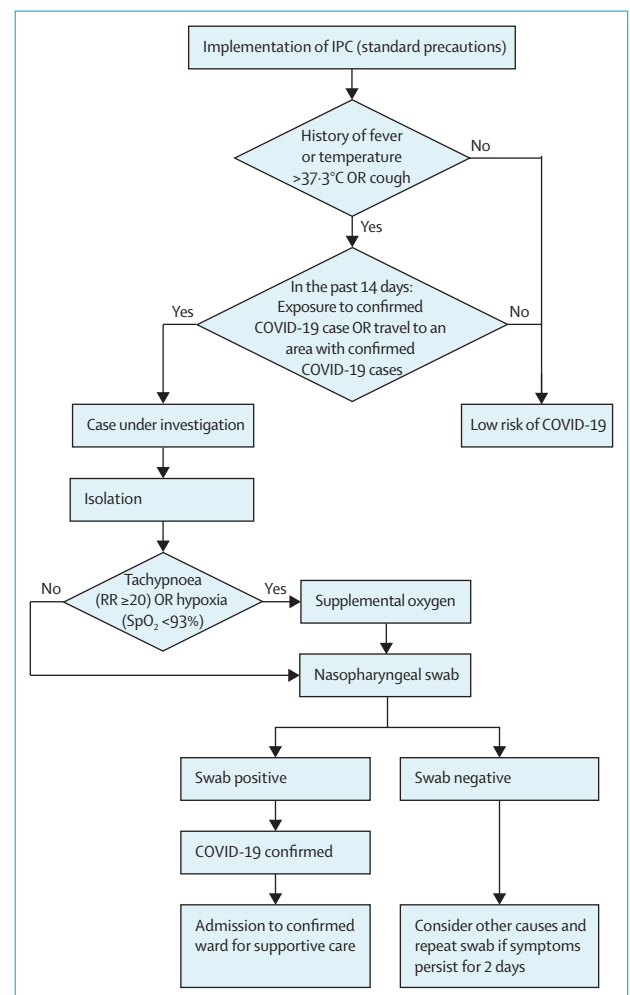 Implementation of IPC (standard precautions)
History of fever
or temperature
>37·3°C OR cough
No
Yes
In the past 14 days:
Exposure to confirmed
COVID-19 case OR travel to an
area with confirmed
COVID-19 cases
Yes
No
Case under investigation
Low risk of COVID-19
Isolation
Tachypnoea
(RR ≥20) OR hypoxia
(SpO₂ <93%)
No
Yes
Supplemental oxygen
Nasopharyngeal swab
Swab positive
Swab negative
COVID-19 confirmed
Admission to confirmed
ward for supportive care
Consider other causes and
repeat swab if symptoms
persist for 2 days